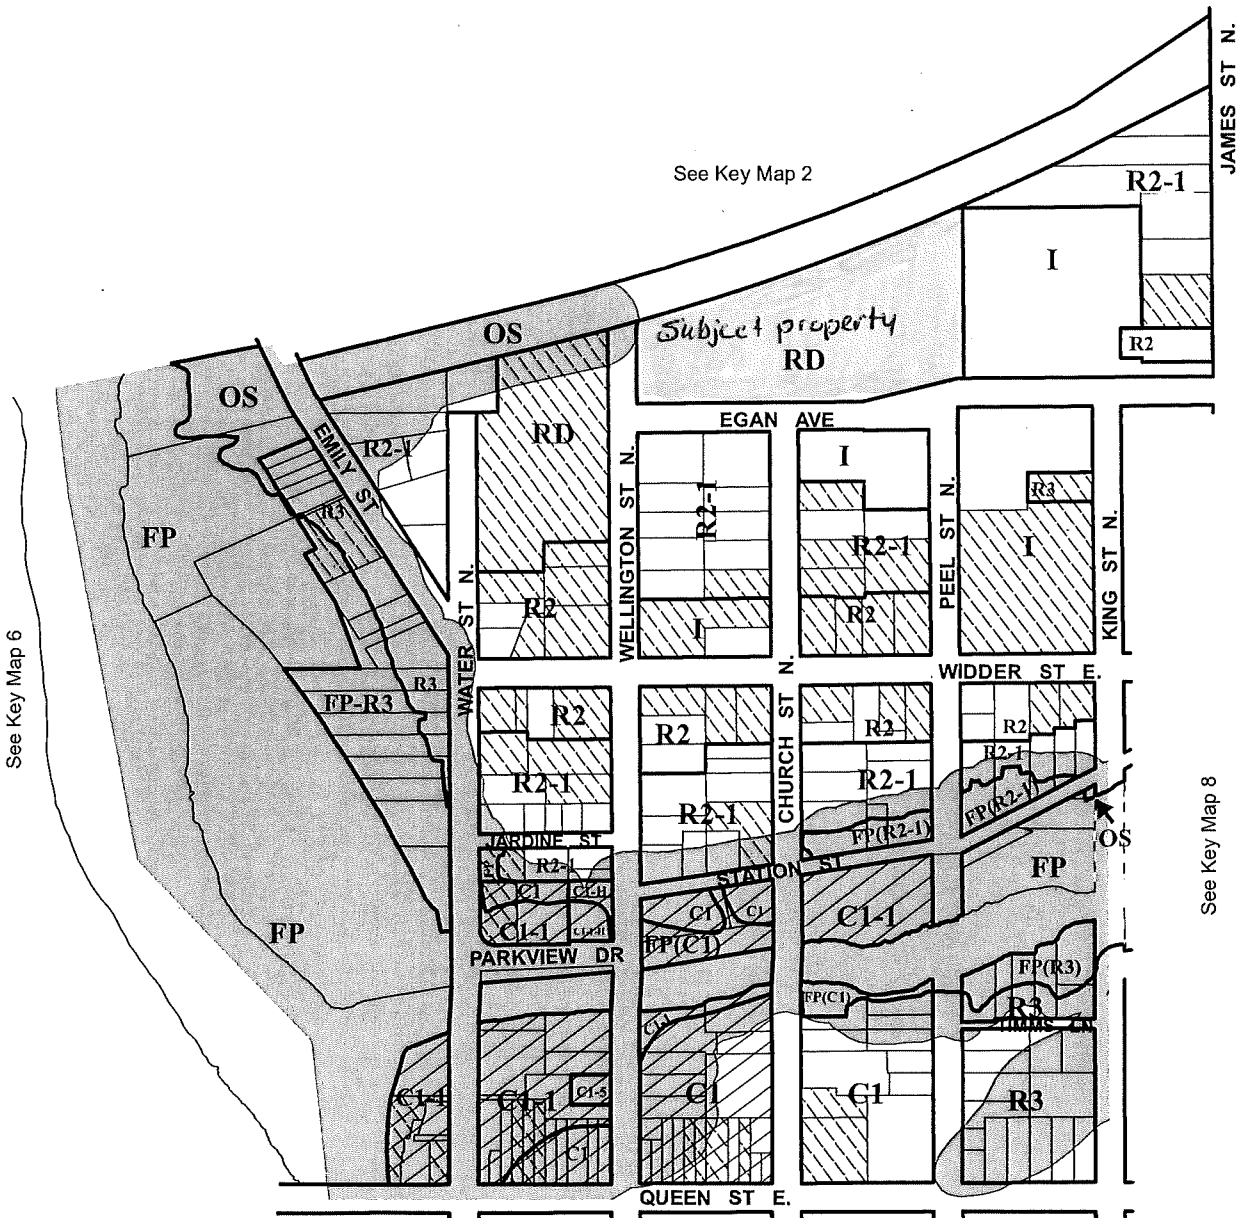 JAMES ST N.
See Key Map 2
R2-1
I
Subject property
OS
R2
RD
OS
EGAN AVE
EMILY ST
R2-1
RD
I
R3
R2-1
R3
FP
R2-1
I
WELLINGTON ST N.
PEEL ST N.
KING ST N.
WATER ST N.
R2
R2
I
See Key Map 6
WIDDER ST E.
R3
FP-R3
R2
R2
R2
R2
CHURCH ST N.
R2-1
R2-1
R2-1
R2-1
FP(R2-1)
FP(R2-1)
OS
JARDINE ST
R2-1
STATION ST
FP
See Key Map 8
C1
C1-H
C1
C1
C1-1
C1-1
C1-1-H
FP
FP(C1)
PARKVIEW DR
FP(R3)
FP(C1)
R3
C1-1
TIMMS LN
C1-1
C1-1
C1-5
C1
C1
R3
C1
QUEEN ST E.